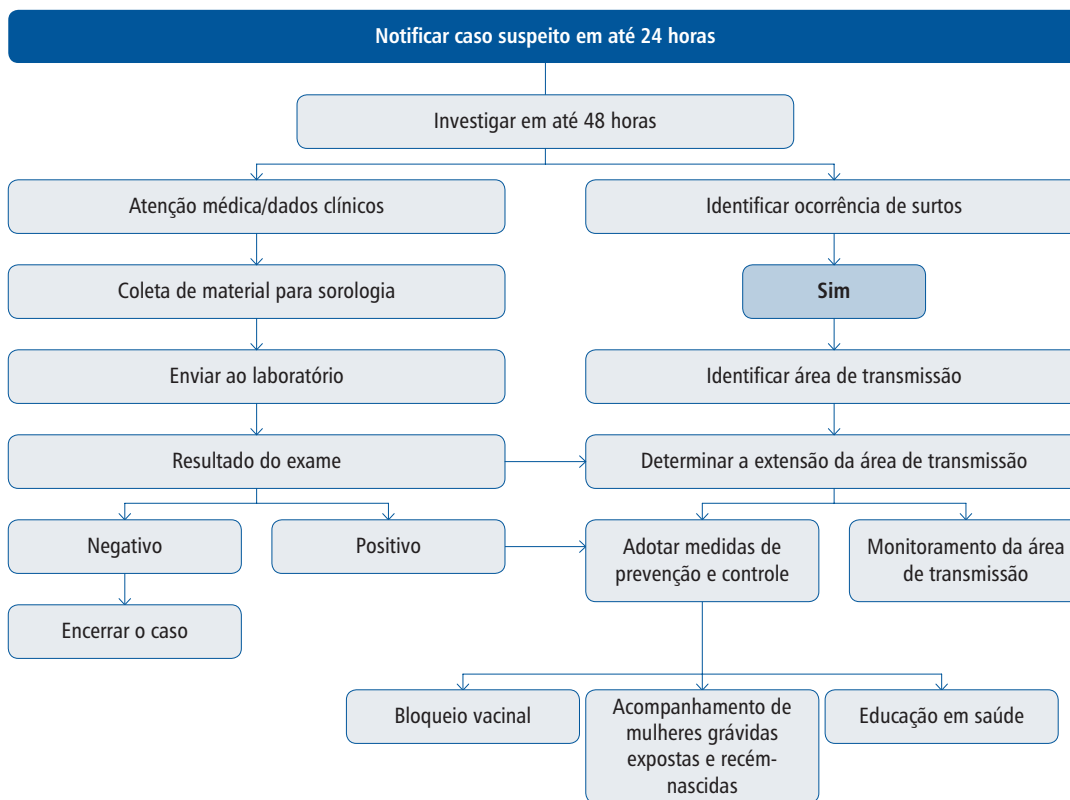 Notificar caso suspeito em até 24 horas
Investigar em até 48 horas
Atenção médica/dados clínicos
Identificar ocorrência de surtos
Coleta de material para sorologia
Sim
Enviar ao laboratório
Identificar área de transmissão
Resultado do exame
Determinar a extensão da área de transmissão
Negativo
Positivo
Adotar medidas de
prevenção e controle
Monitoramento da área
de transmissão
Encerrar o caso
Bloqueio vacinal
Acompanhamento de
mulheres grávidas
expostas e recém-
nascidas
Educação em saúde